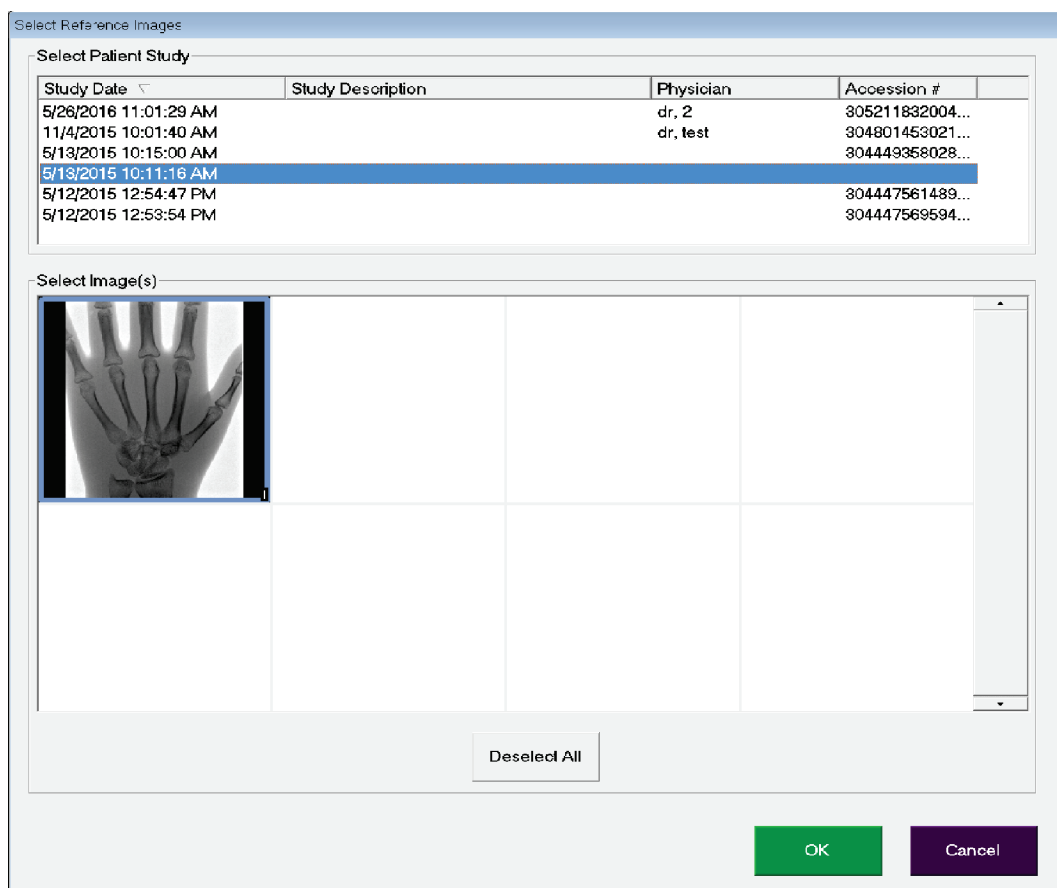 Select Reference Images
Select Patient Study
Study Date Study Description Physician Accession #
5/26/2016 11:01:29 AM dr, 2 305211832004...
11/4/2015 10:01:40 AM dr, test 304801453021...
5/13/2015 10:15:00 AM 304449358028...
5/13/2015 10:11:16 AM
5/12/2015 12:54:47 PM 304447561489...
5/12/2015 12:53:54 PM 304447569594...
Select Image(s)
I
Deselect All
OK Cancel